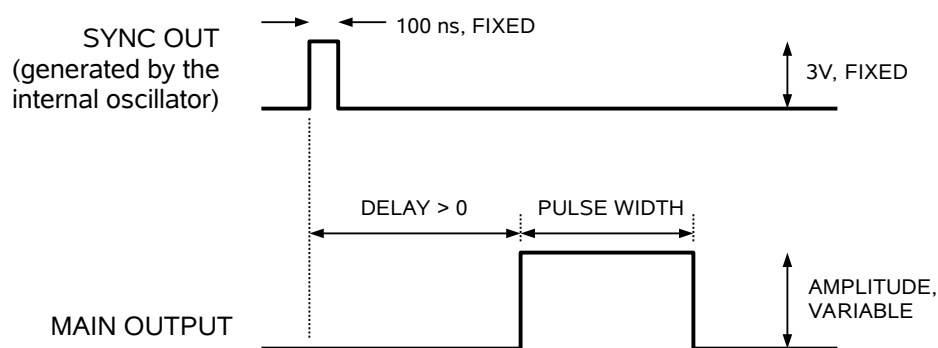 100 ns, FIXED
SYNC OUT
(generated by the
internal oscillator)
3V, FIXED
DELAY > 0
PULSE WIDTH
AMPLITUDE,
VARIABLE
MAIN OUTPUT